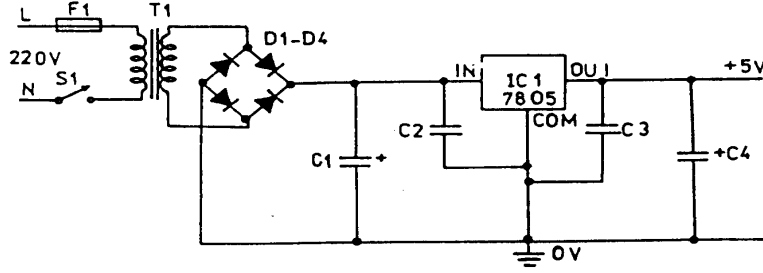 L F1 T1
D1-D4
220V
N S1
IN IC1 OUT +5V
7805
COM
C1 + C2 C3 +C4
0V